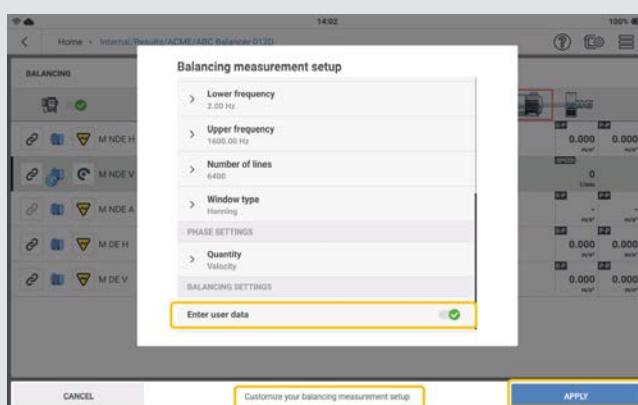 14:02
100%
Home
Internal/Results/ACME/ABC Balancer 0120
BALANCING
Balancing measurement setup
Lower frequency
2.00 Hz
Upper frequency
1600.00 Hz
Number of lines
6400
Window type
Hanning
PHASE SETTINGS
Quantity
Velocity
BALANCING SETTINGS
Enter user data
M NDE H
0.000 0.000
M NDE V
SPEED
0
1/min
M NDE A
- -
M DE H
0.000 0.000
M DE V
0.000 0.000
CANCEL
Customize your balancing measurement setup
APPLY